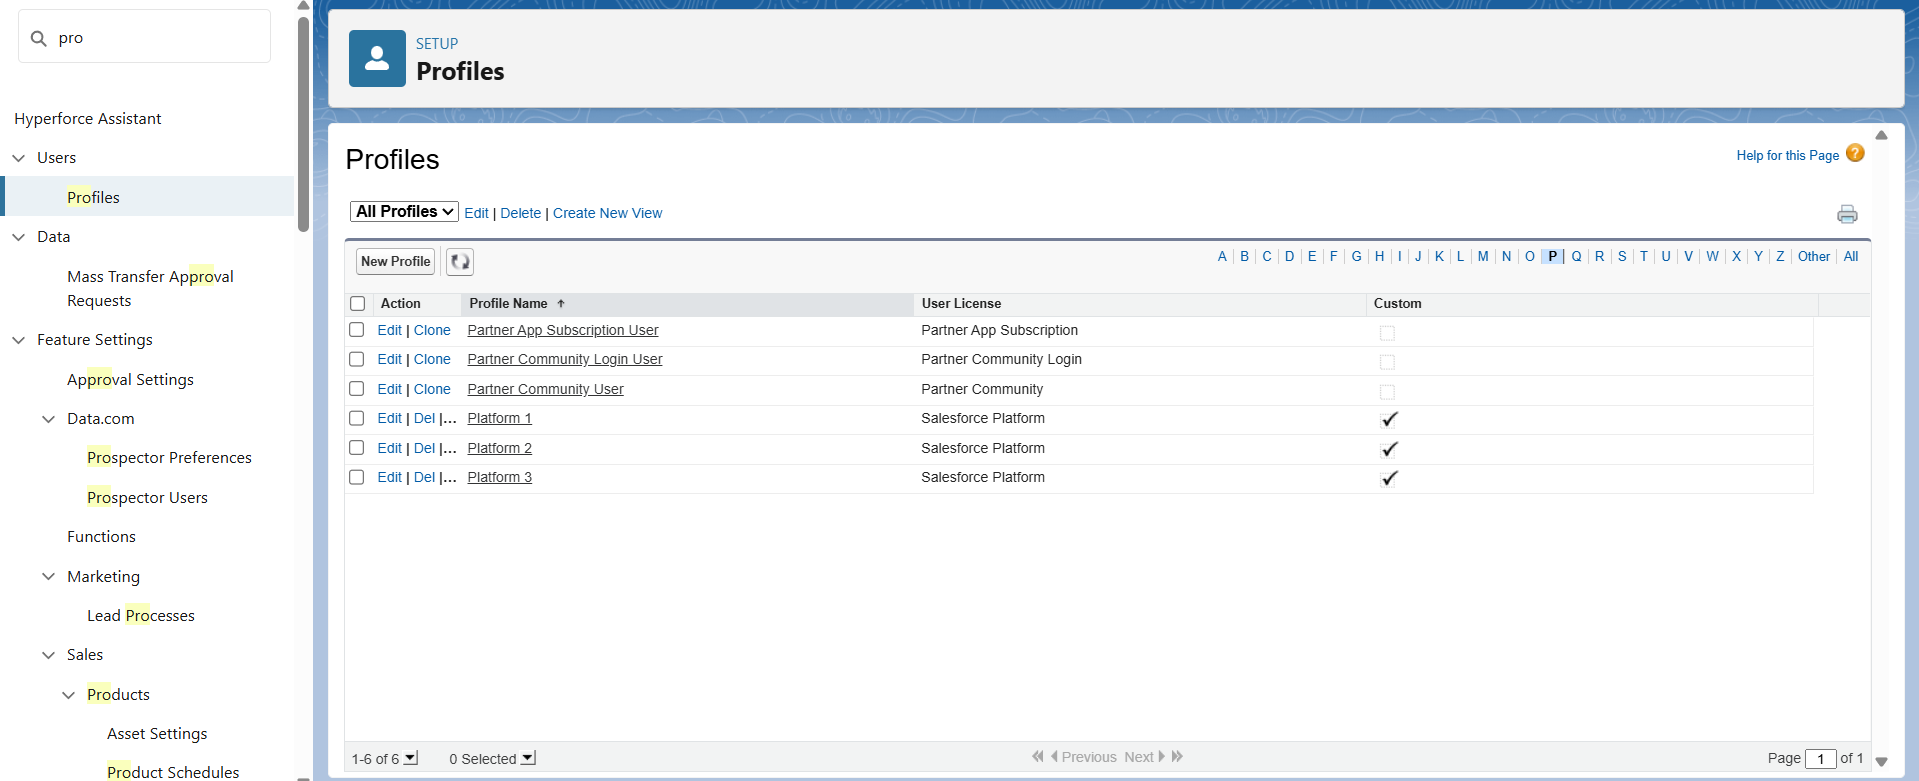 pro
Hyperforce Assistant
Users
Profiles
Data
Mass Transfer Approval
Requests
Feature Settings
Approval Settings
Data.com
Prospector Preferences
Prospector Users
Functions
Marketing
Lead Processes
Sales
Products
Asset Settings
Product Schedules
SETUP
Profiles
Profiles
Help for this Page ?
All Profiles Edit | Delete | Create New View
New Profile A B C D E F G H I J K L M N O P Q R S T U V W X Y Z Other All
Action Profile Name User License Custom
Edit | Clone Partner App Subscription User Partner App Subscription
Edit | Clone Partner Community Login User Partner Community Login
Edit | Clone Partner Community User Partner Community
Edit | Del |... Platform 1 Salesforce Platform
Edit | Del |... Platform 2 Salesforce Platform
Edit | Del |... Platform 3 Salesforce Platform
1-6 of 6 0 Selected Previous Next Page 1 of 1